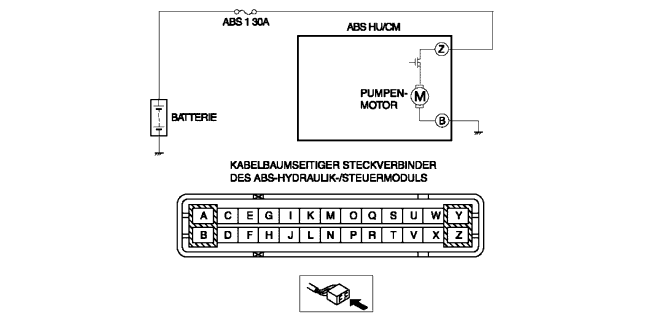 ABS 1 30A
ABS HU/CM
Z
PUMPEN-
MOTOR
M
B
BATTERIE
KABELBAUMSEITIGER STECKVERBINDER
DES ABS-HYDRAULIK-/STEUERMODULS
A C E G I K M O Q S U W Y
B D F H J L N P R T V X Z